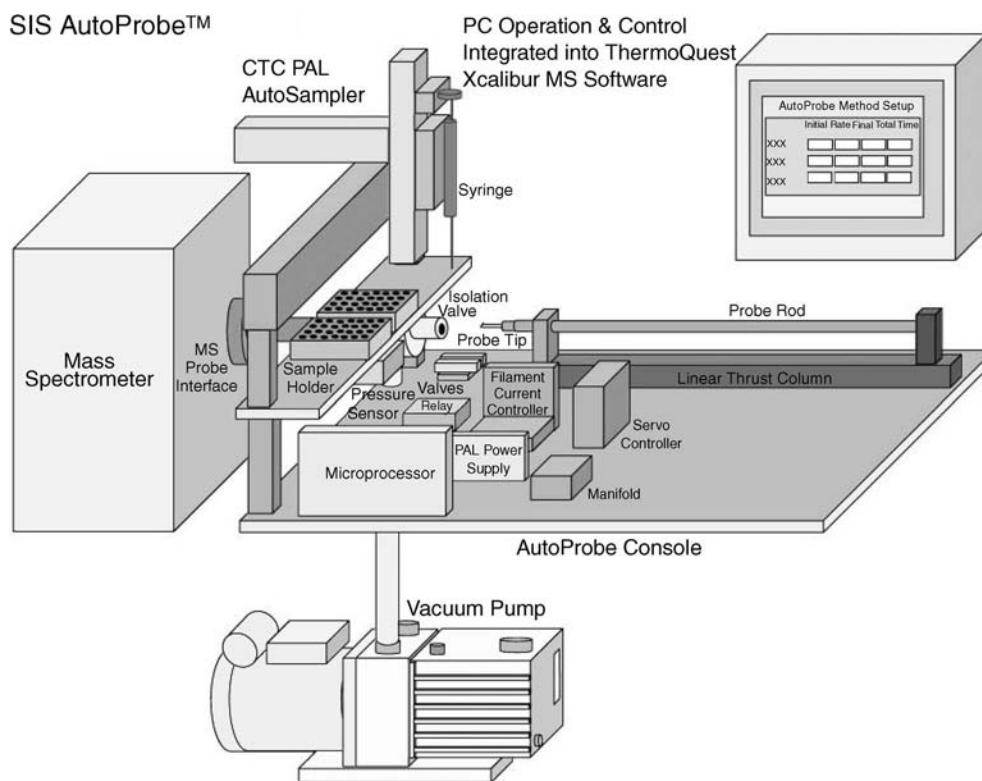 SIS AutoProbe™
PC Operation & Control
Integrated into ThermoQuest
Xcalibur MS Software
CTC PAL
AutoSampler
AutoProbe Method Setup
Initial Rate Final Total Time
XXX
XXX
XXX
Syringe
Isolation
Valve
Probe Rod
Probe Tip
Mass
Spectrometer
MS
Probe
Interface
Sample
Holder
Pressure
Sensor
Valves
Relay
Filament
Current
Controller
Linear Thrust Column
Servo
Controller
Microprocessor
PAL Power
Supply
Manifold
AutoProbe Console
Vacuum Pump